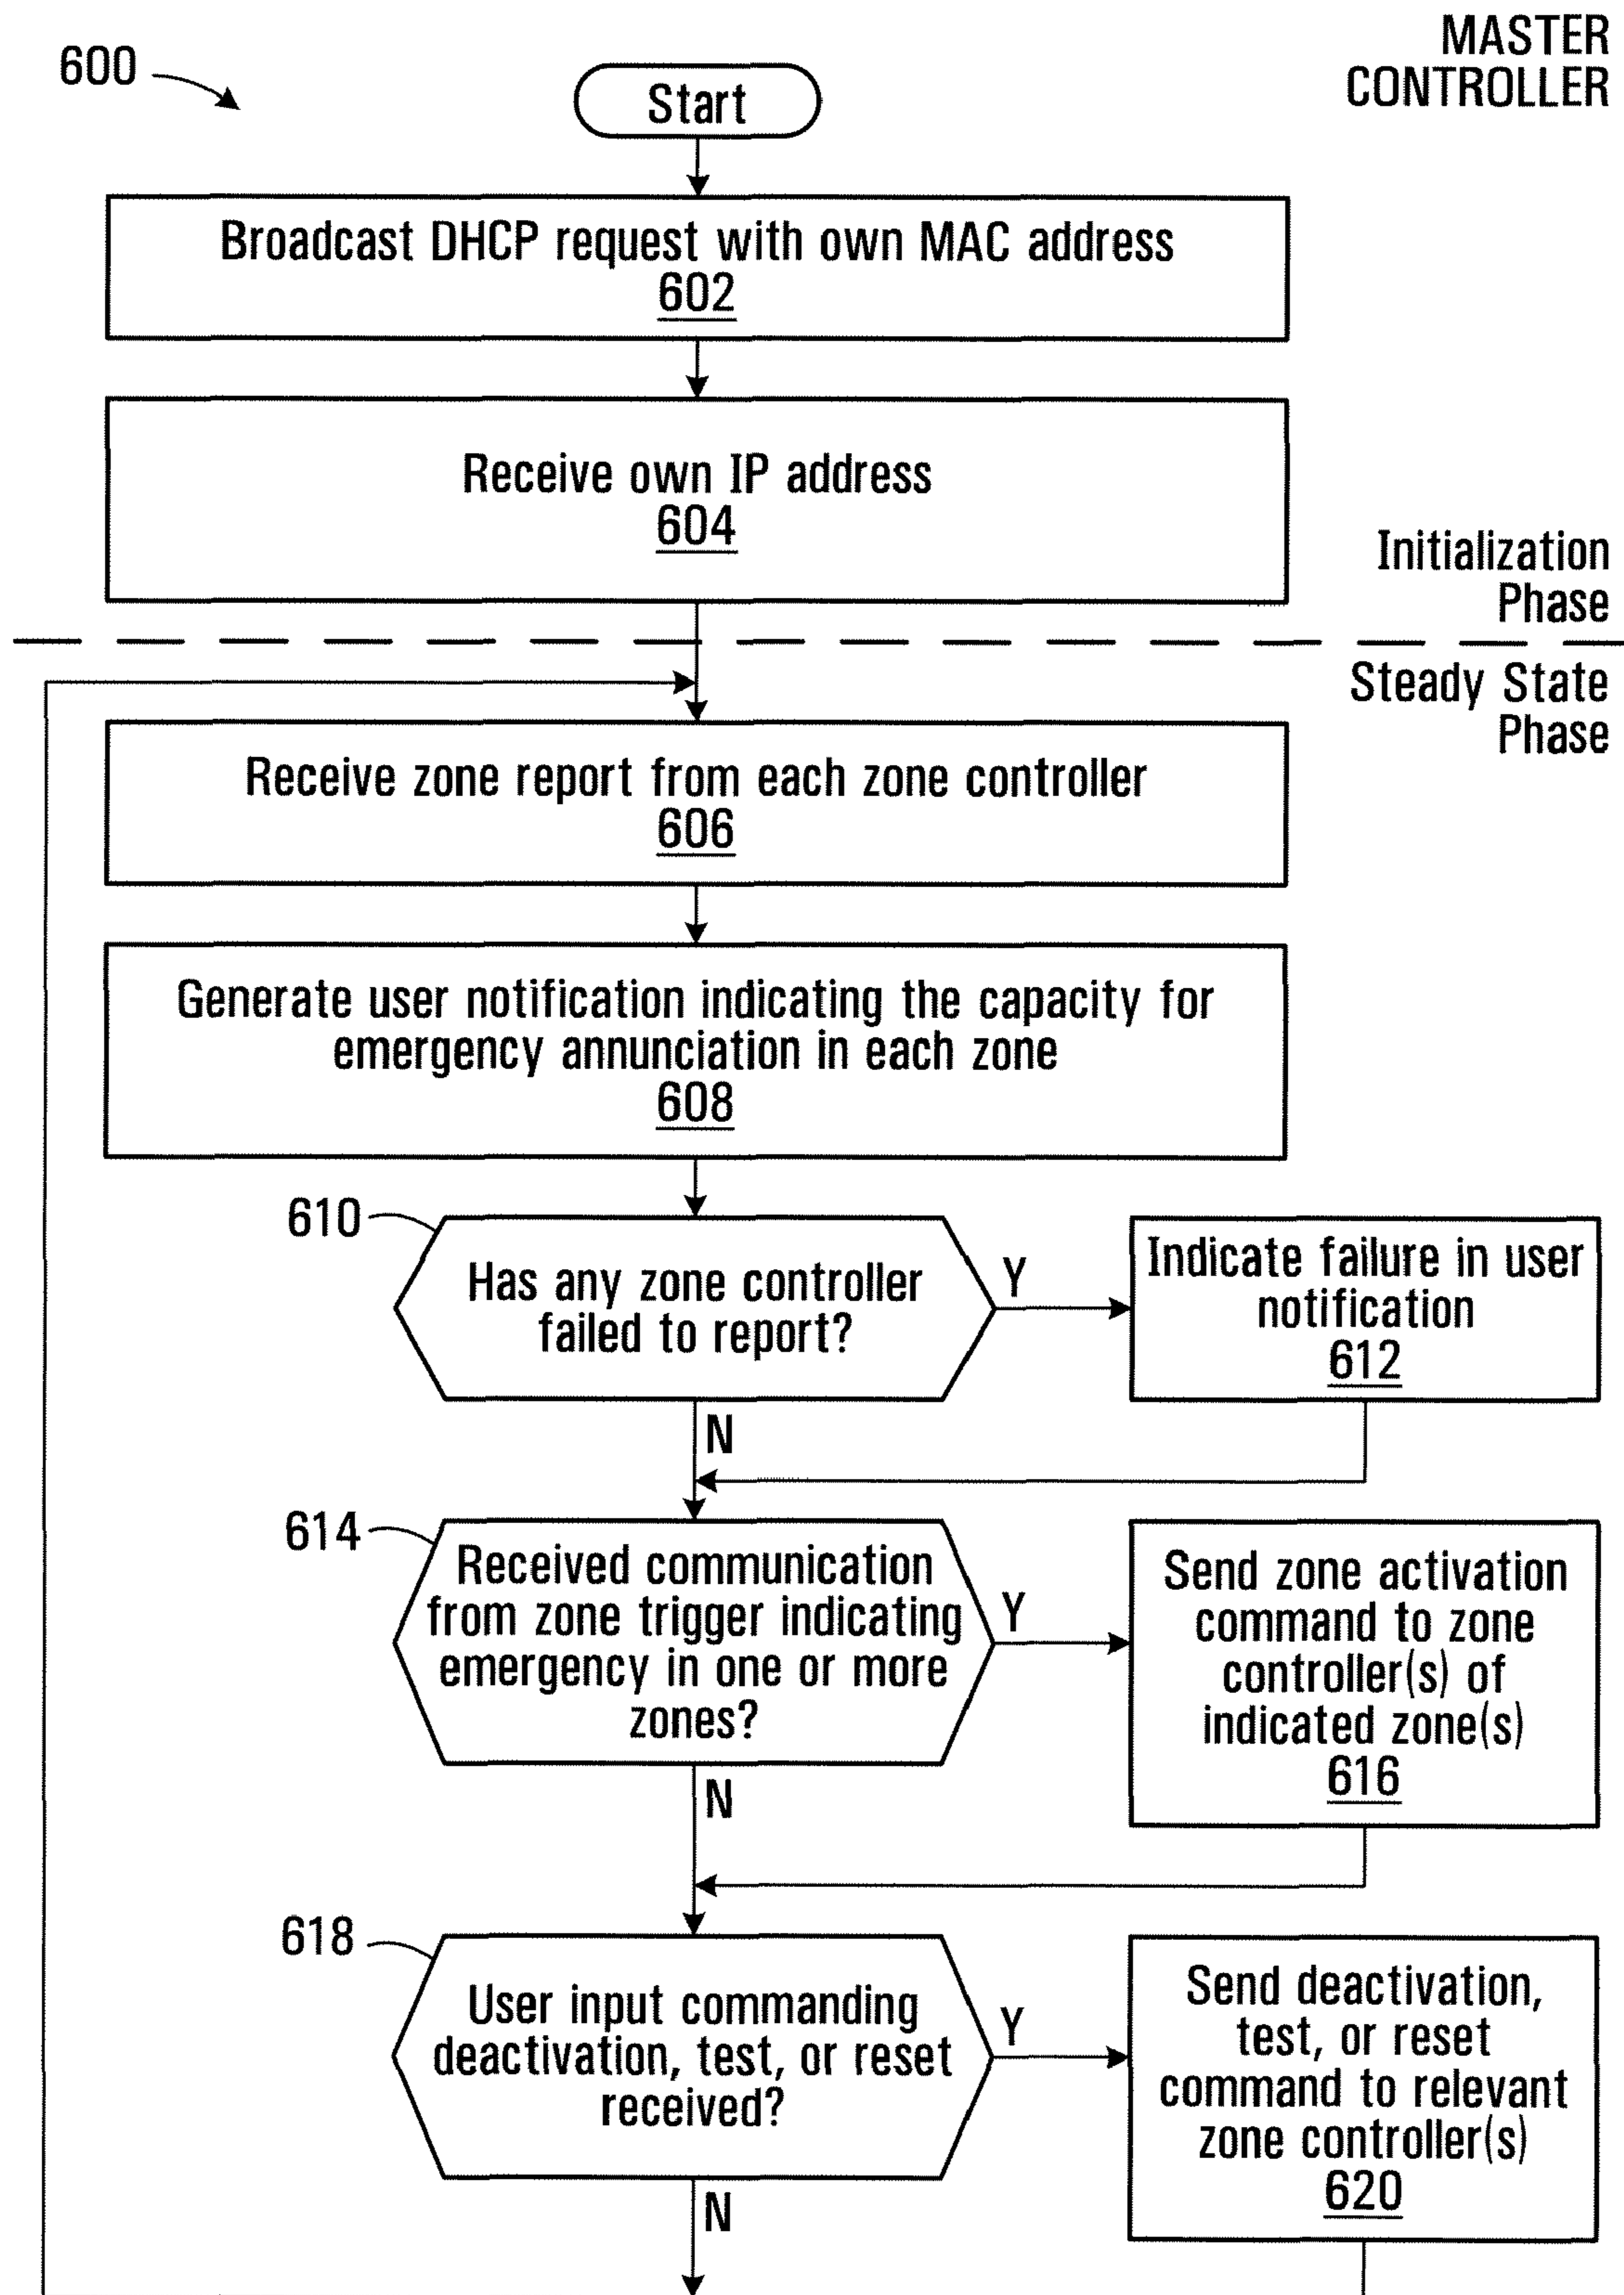 MASTER
CONTROLLER
600
Start
Broadcast DHCP request with own MAC address
602
Receive own IP address
604
Initialization
Phase
Steady State
Phase
Receive zone report from each zone controller
606
Generate user notification indicating the capacity for
emergency annunciation in each zone
608
610
Has any zone controller
failed to report?
Y
Indicate failure in user
notification
612
N
614
Received communication
from zone trigger indicating
emergency in one or more
zones?
Y
Send zone activation
command to zone
controller(s) of
indicated zone(s)
616
N
618
User input commanding
deactivation, test, or reset
received?
Y
Send deactivation,
test, or reset
command to relevant
zone controller(s)
620
N